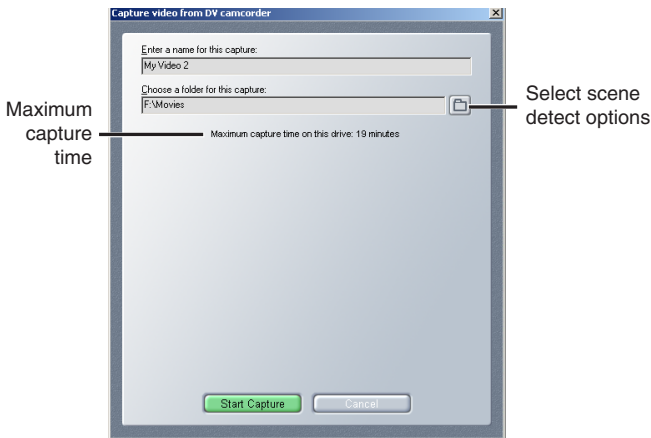 Capture video from DV camcorder
Enter a name for this capture:
My Video 2
Choose a folder for this capture:
F:\Movies
Select scene
detect options
Maximum
capture
time
Maximum capture time on this drive: 19 minutes
Start Capture
Cancel